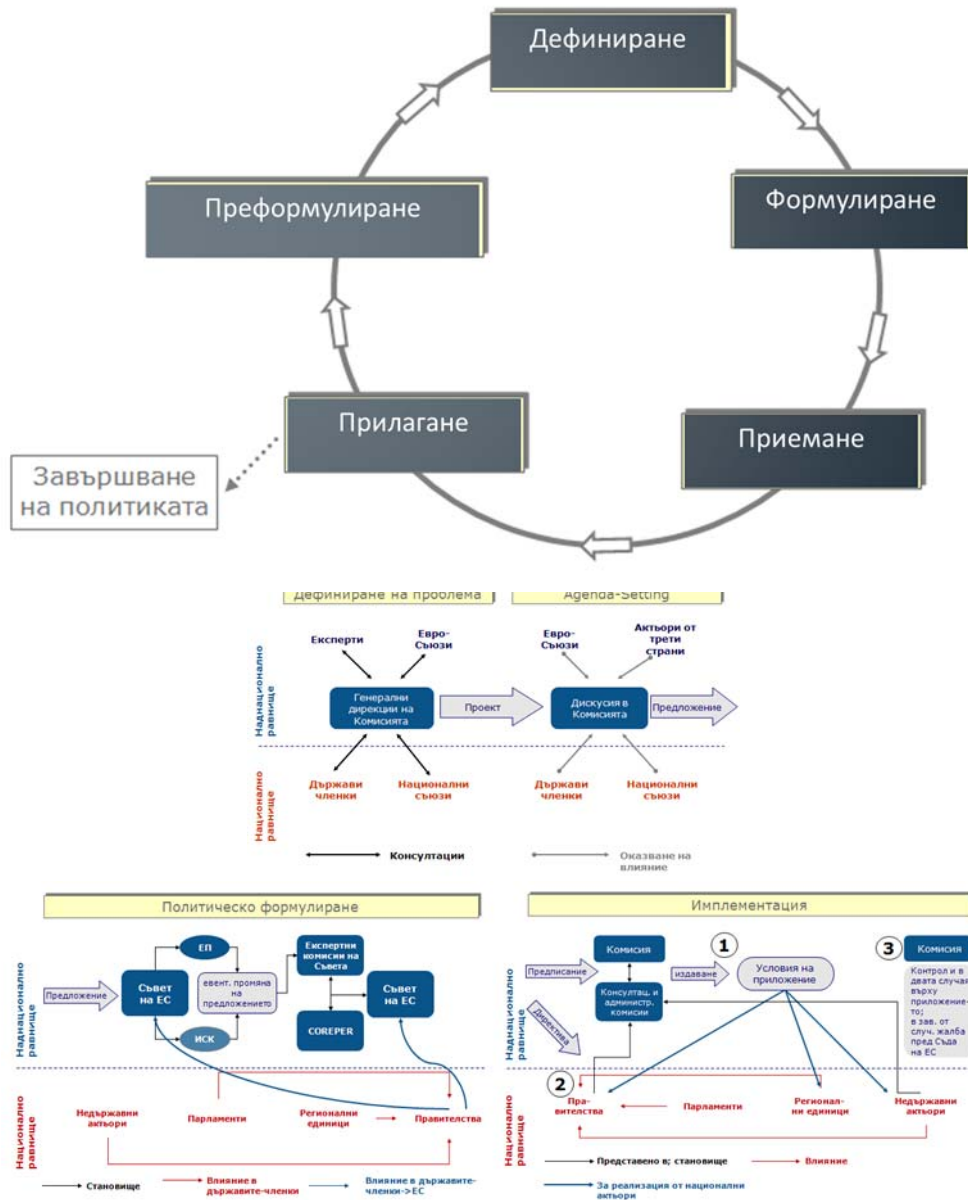 Дефиниране
Преформулиране
Формулиране
Прилагане
Приемане
Завършване
на политиката
Дефиниране на проблема
Agenda-Setting
Наднационално
равнище
Експерти
Евро-
Съюзи
Евро-
Съюзи
Актьори от
трети
страни
Генерални
дирекции на
Комисията
Проект
Дискусия в
Комисията
Предложение
Национално
равнище
Държави
членки
Национални
съюзи
Държави
членки
Национални
съюзи
Консултации
Оказване на
влияние
Политическо формулиране
Наднационално
равнище
Предложение
ЕП
Съвет
на ЕС
евент. промяна
на
предложението
ИСК
Експертни
комисии на
Съвета
COREPER
Съвет
на ЕС
Национално
равнище
Недържавни
актьори
Парламенти
Регионални
единици
Правителства
Становище
Влияние в
държавите-членки
Влияние в държавите-
членки->ЕС
Имплементация
Наднационално
равнище
Предписание
Директива
Комисия
Консултац. и
администр.
комисии
1
издаване
Условия на
приложение
3
Комисия
Контрол и в
двата случая
върху
приложение-
то;
в зав. от
случ. жалба
пред Съда
на ЕС
Национално
равнище
2
Пра-
вителства
Парламенти
Регионал-
ни единици
Недържавни
актьори
Представено в; становище
Влияние
За реализация от национални
актьори